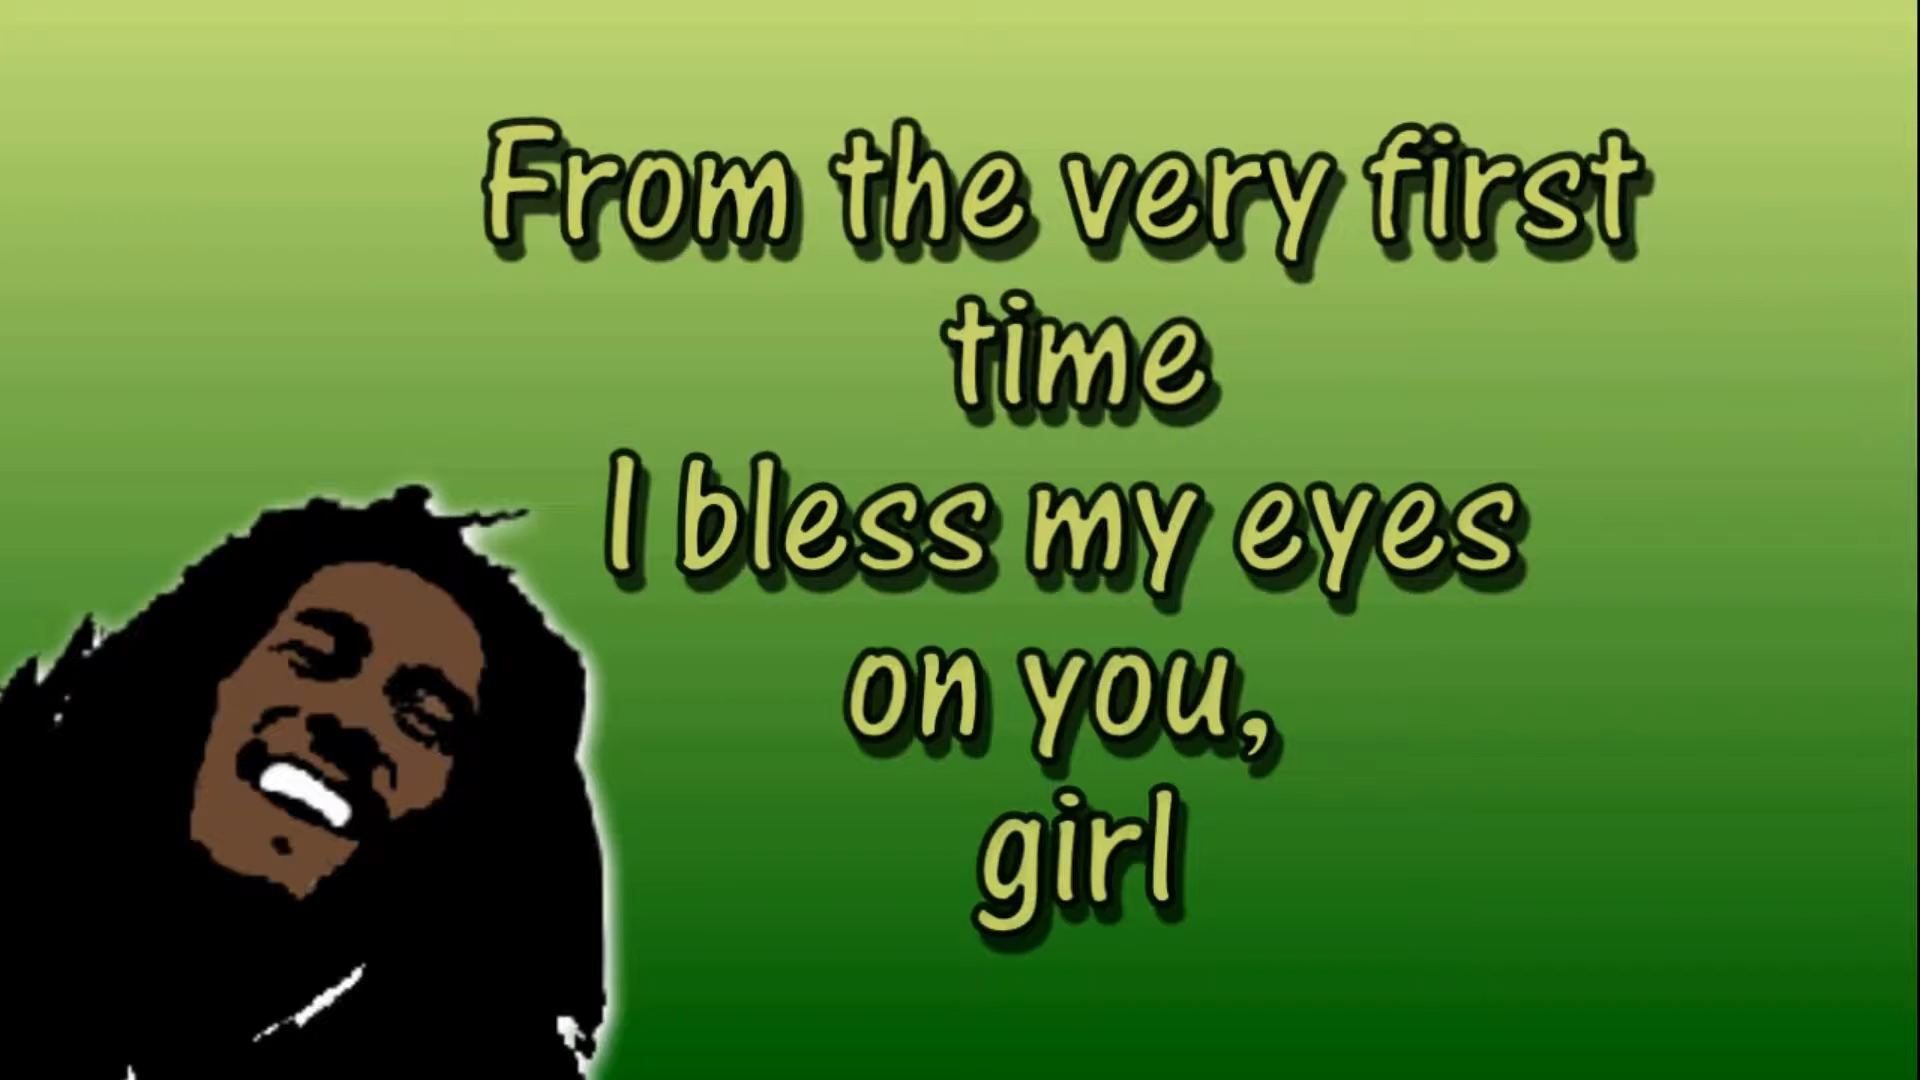 From the very first
time
I bless my eyes
on you,
girl